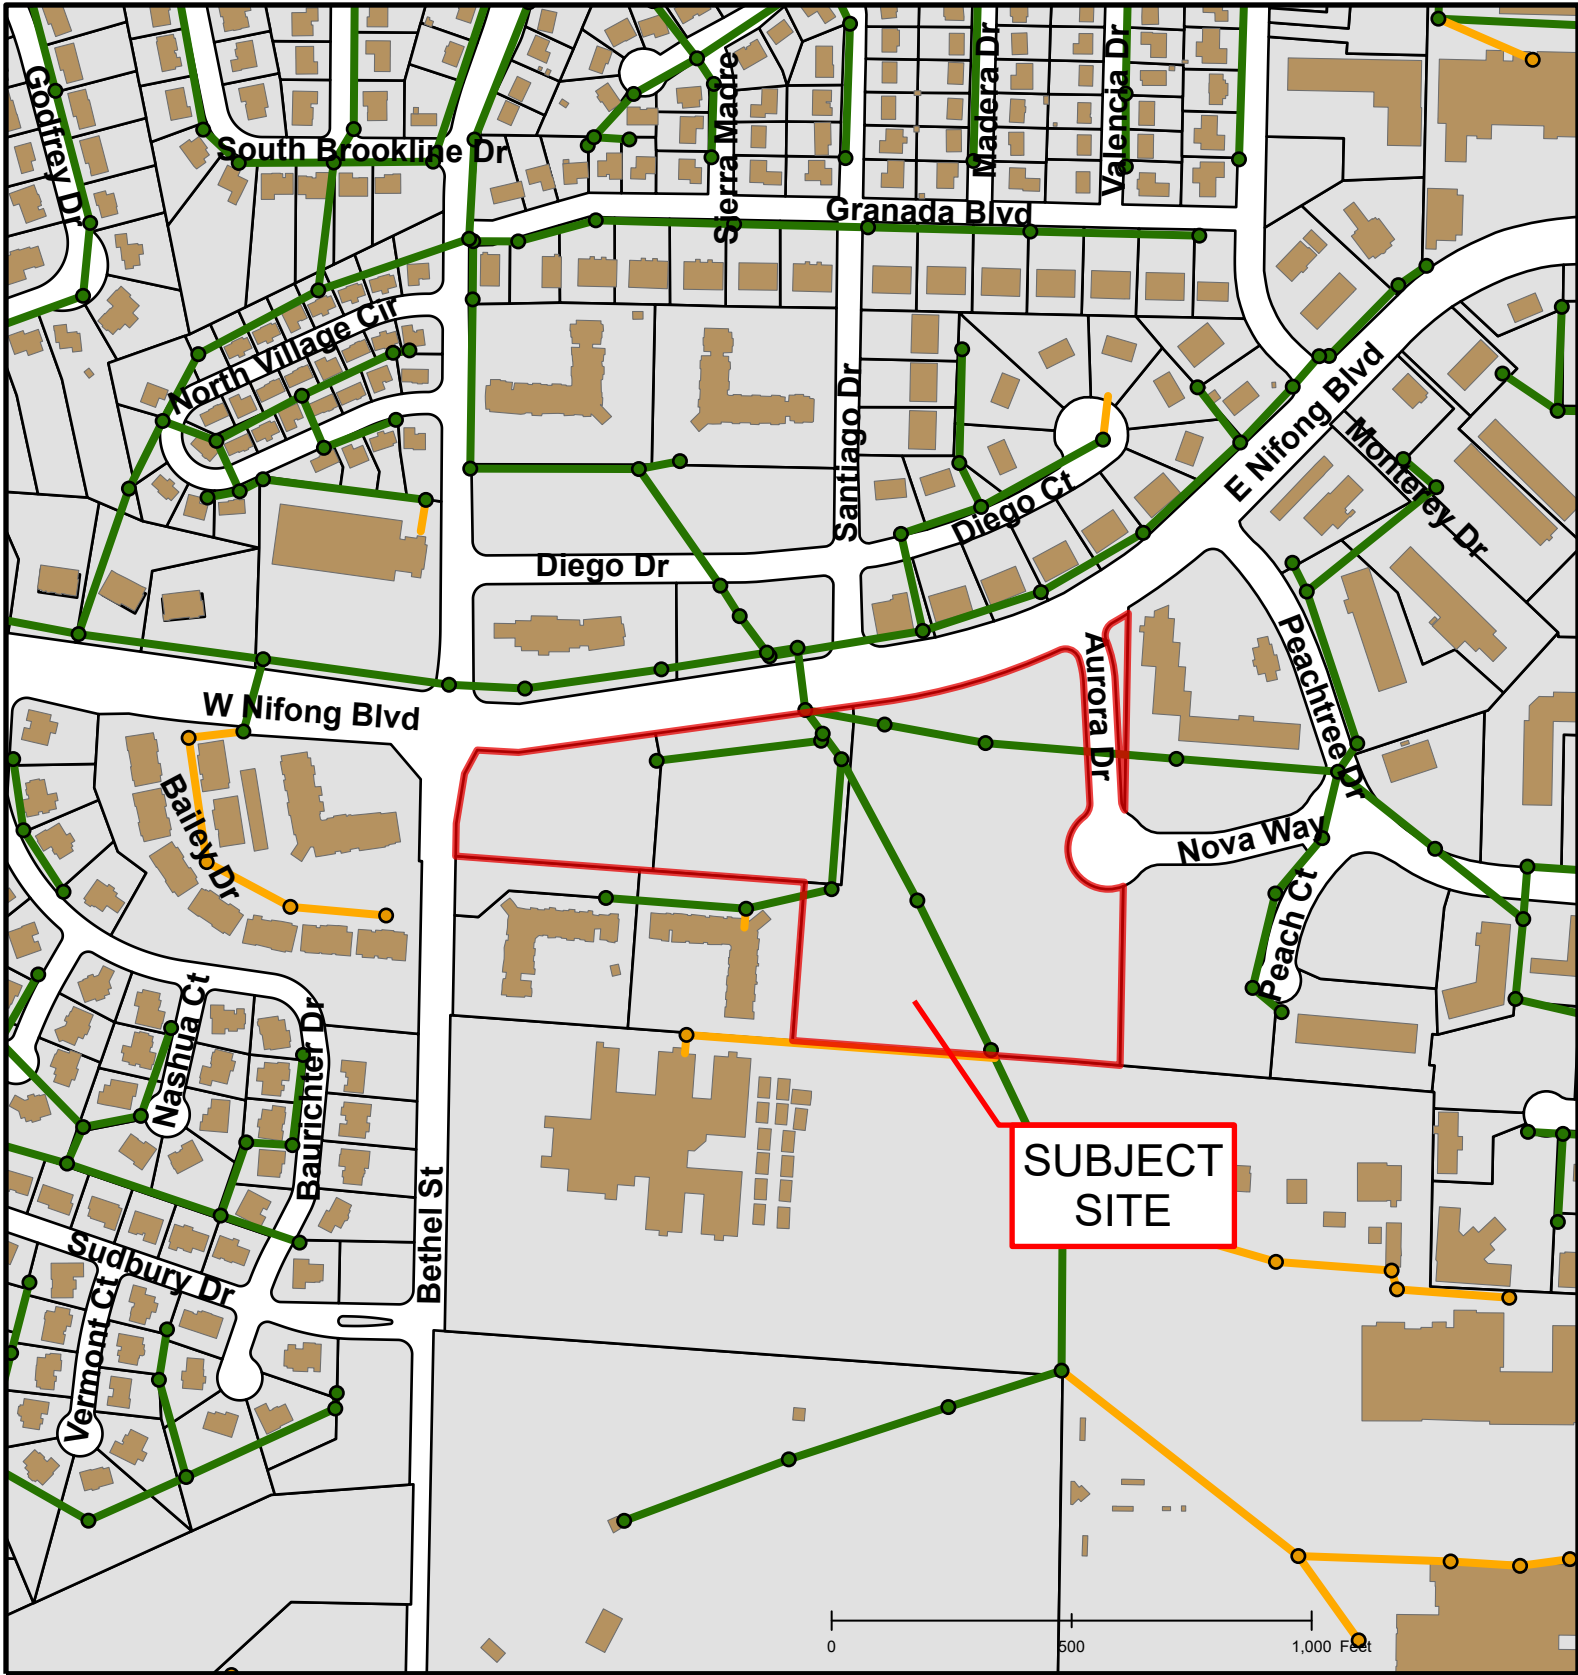 Godfrey Dr
South Brookline Dr
Sierra Madre
Madera Dr
Valencia Dr
Granada Blvd
North Village Cir
Santiago Dr
Diego Ct
E Nifong Blvd
Monterey Dr
Diego Dr
Peachtree Dr
Aurora Dr
W Nifong Blvd
Bailey Dr
Nova Way
Peach Ct
Nashua Ct
Baurichter Dr
Bethel St
SUBJECT
SITE
Sudbury Dr
Vermont Ct
0 500 1,000 Feet